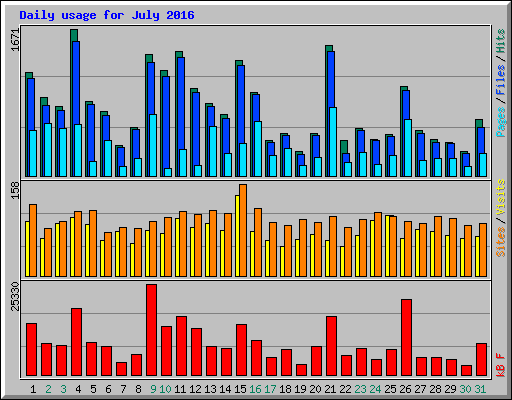 Daily usage for July 2016
1671
Pages / Files / Hits
188
Sites / Visits
25330
kB F
1 2 3 4 5 6 7 8 9 10 11 12 13 14 15 16 17 18 19 20 21 22 23 24 25 26 27 28 29 30 31